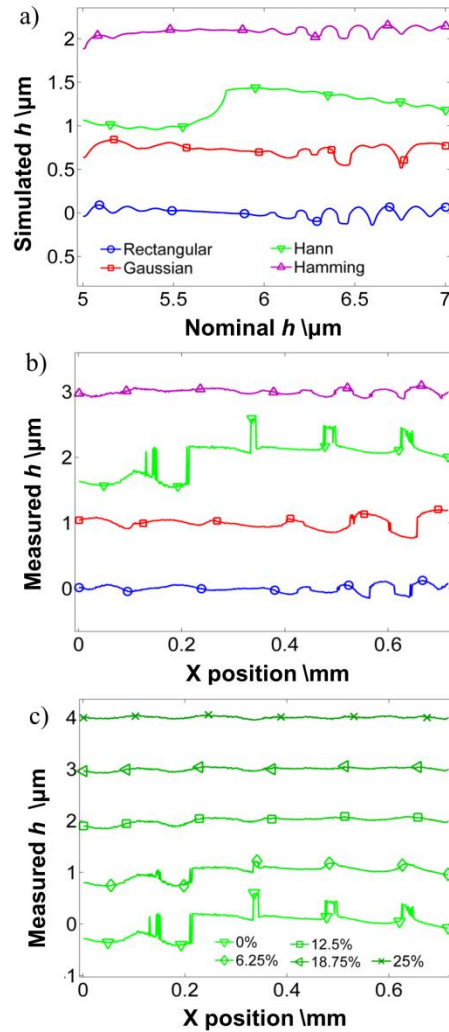 a)
2
1.5
1
0.5
0
0.5
Simulated h \µm
Rectangular
Hann
Gaussian
Hamming
5
5.5
6
6.5
7
Nominal h \µm
b)
3
2
1
0
Measured h \µm
0
0.2
0.4
0.6
X position \mm
c)
4
3
2
1
0
1
Measured h \µm
0%
12.5%
6.25%
18.75%
25%
0
0.2
0.4
0.6
X position \mm